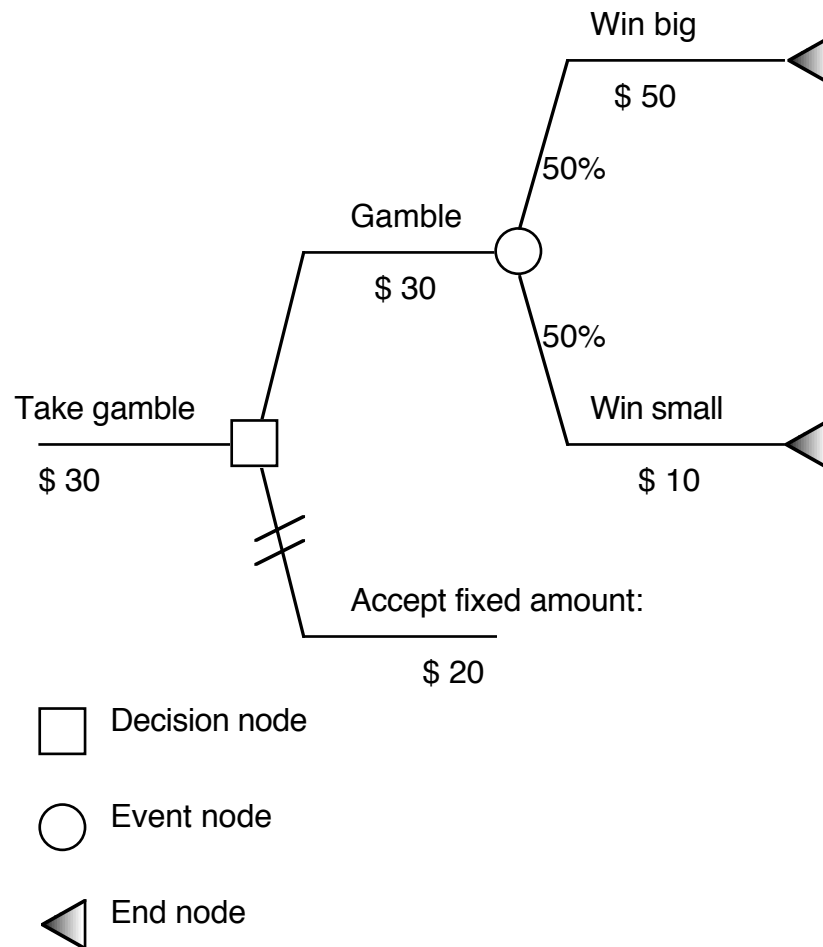 Win big
$ 50
50%
Gamble
$ 30
50%
Take gamble
$ 30
Win small
$ 10
Accept fixed amount:
$ 20
Decision node
Event node
End node